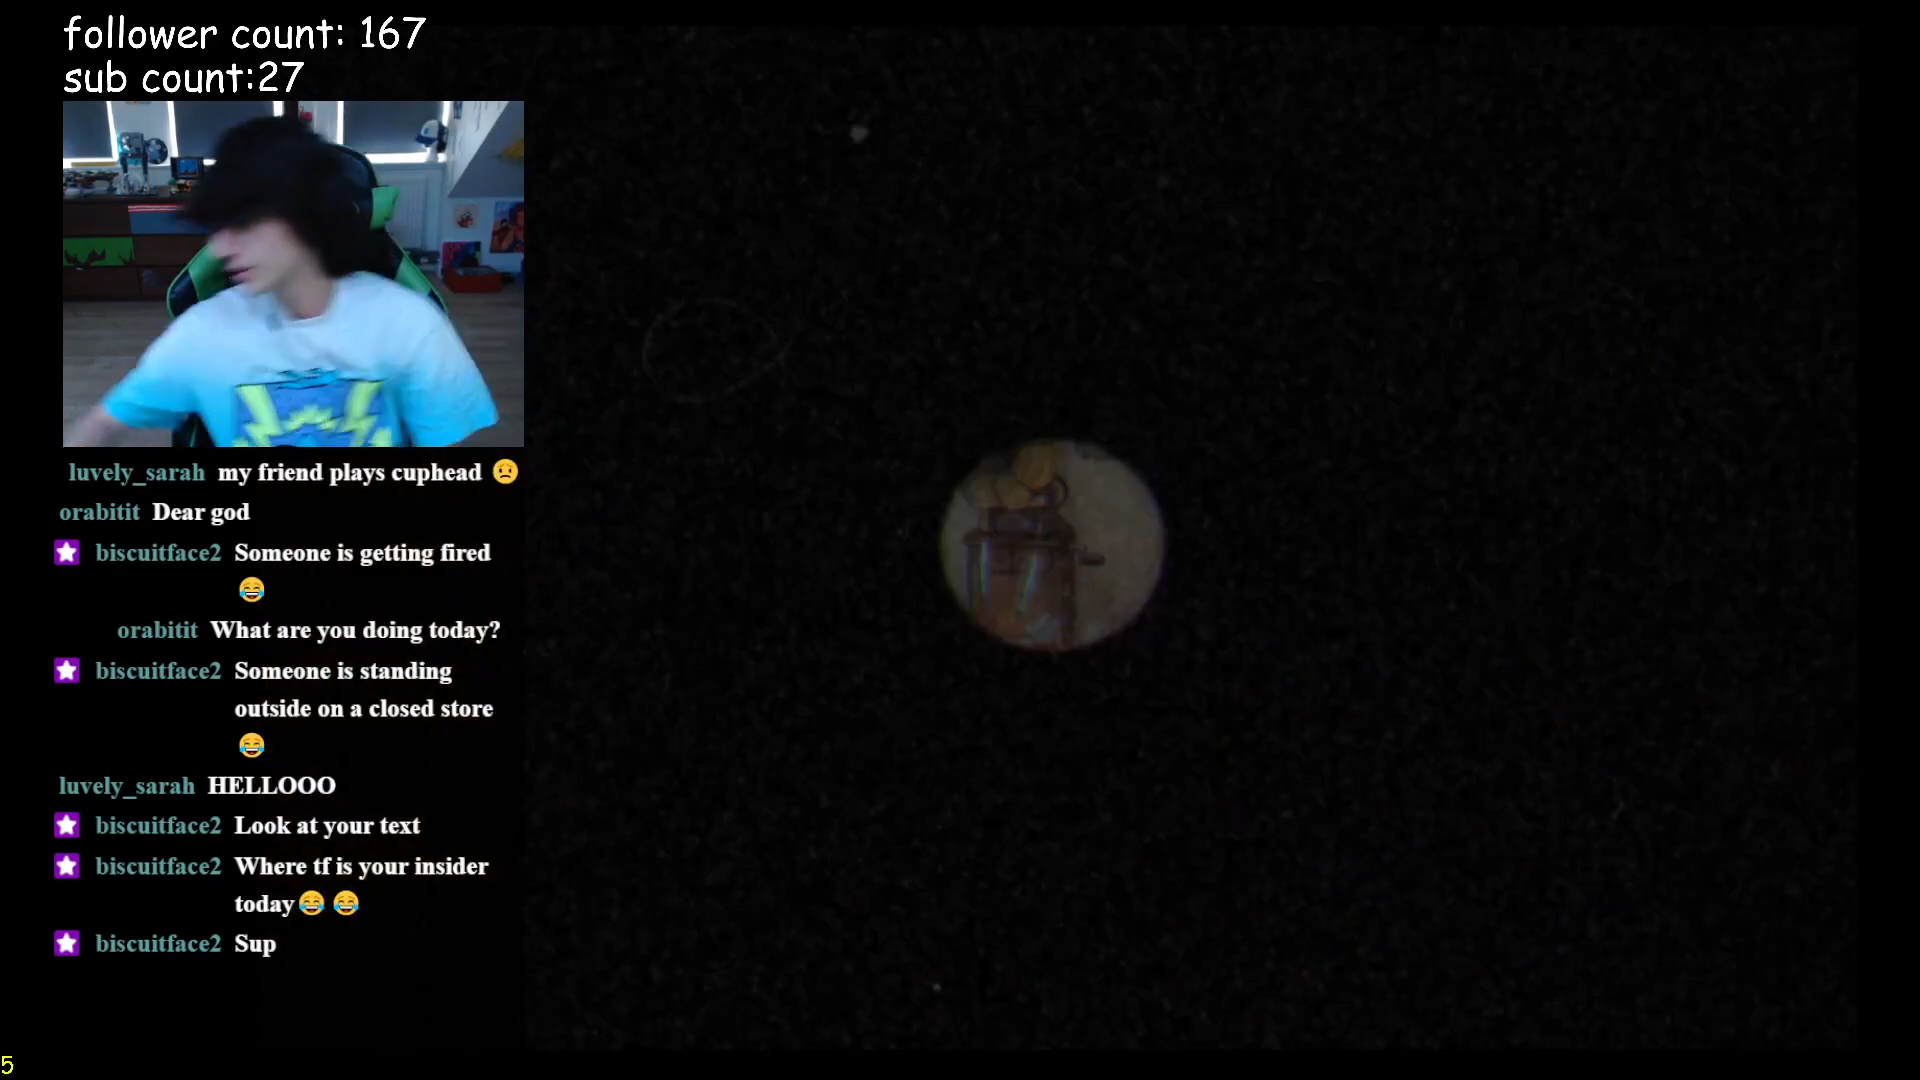 follower count: 167
sub count:27
luvely_sarah my friend plays cuphead 😟
orabitit Dear god
biscuitface2 Someone is getting fired
😂
orabitit What are you doing today?
biscuitface2 Someone is standing
outside on a closed store
😂
luvely_sarah HELLOOO
biscuitface2 Look at your text
biscuitface2 Where tf is your insider
today😂 😂
biscuitface2 Sup
5